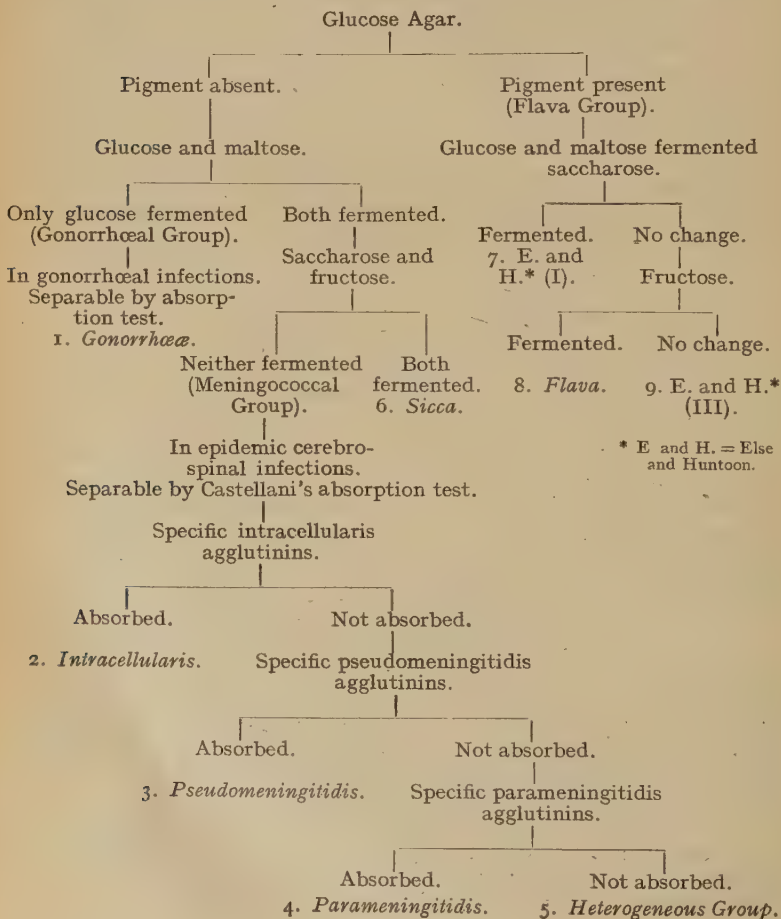 Glucose Agar.
Pigment absent.
Pigment present
(Flava Group).
Glucose and maltose.
Glucose and maltose fermented
saccharose.
Only glucose fermented
(Gonorrhœal Group).
Both fermented.
Fermented.
7. E. and
H.* (I).
No change.
In gonorrhœal infections.
Separable by absorp-
tion test.
1. Gonorrhœæ.
Saccharose and
fructose.
Fructose.
Neither fermented
(Meningococcal
Group).
Both
fermented.
6. Sicca.
Fermented.
8. Flava.
No change.
9. E. and H.*
(III).
In epidemic cerebro-
spinal infections.
Separable by Castellani's absorption test.
* E and H. = Else
and Huntoon.
Specific intracellularis
agglutinins.
Absorbed.
Not absorbed.
2. Intracellularis.
Specific pseudomeningitidis
agglutinins.
Absorbed.
Not absorbed.
3. Pseudomeningitidis.
Specific parameningitidis
agglutinins.
Absorbed.
Not absorbed.
4. Parameningitidis.
5. Heterogeneous Group.